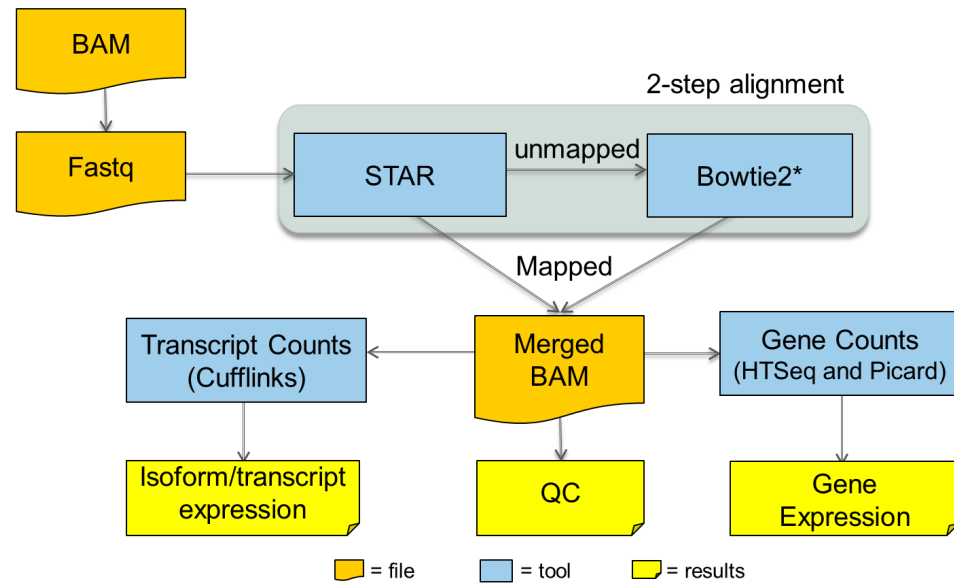 BAM
2-step alignment
Fastq
STAR
unmapped
Bowtie2*
Mapped
Transcript Counts
(Cufflinks)
Merged
BAM
Gene Counts
(HTSeq and Picard)
Isoform/transcript
expression
QC
Gene
Expression
= file
= tool
= results